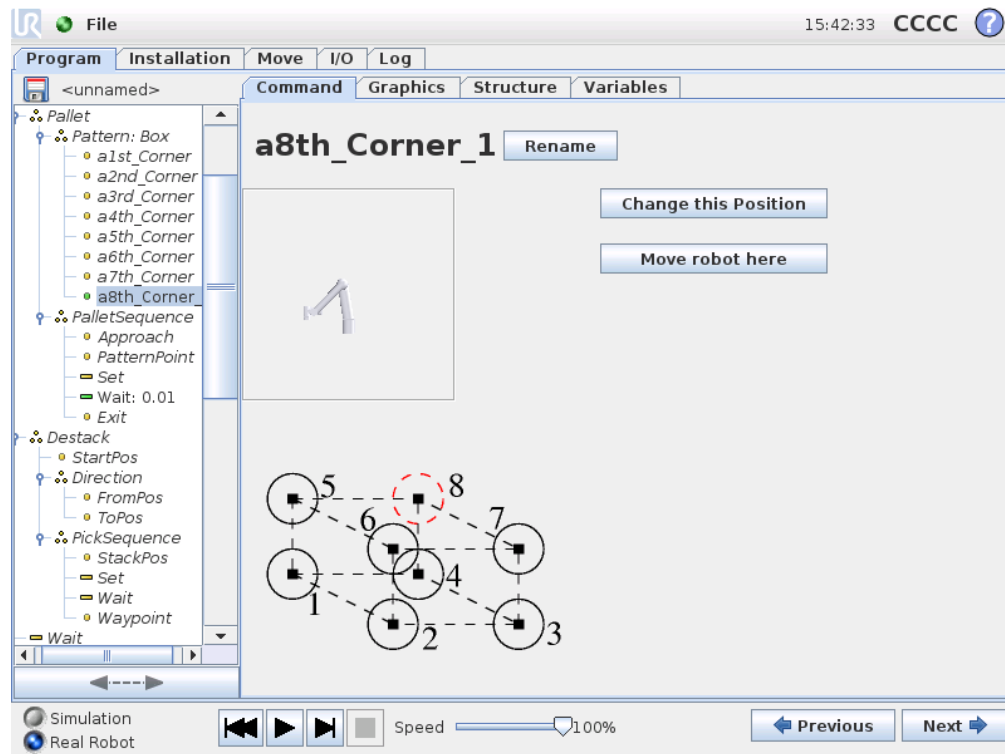 UR File 15:42:33 CCCC ?
Program Installation Move I/O Log
<unnamed> Command Graphics Structure Variables
Pallet
Pattern: Box
a1st_Corner
a2nd_Corner
a3rd_Corner
a4th_Corner
a5th_Corner
a6th_Corner
a7th_Corner
a8th_Corner_
PalletSequence
Approach
PatternPoint
Set
Wait: 0.01
Exit
Destack
StartPos
Direction
FromPos
ToPos
PickSequence
StackPos
Set
Wait
Waypoint
Wait
a8th_Corner_1 Rename
Change this Position
Move robot here
5 8
6 7
4
1
2 3
Simulation
Real Robot
Speed 100%
Previous Next